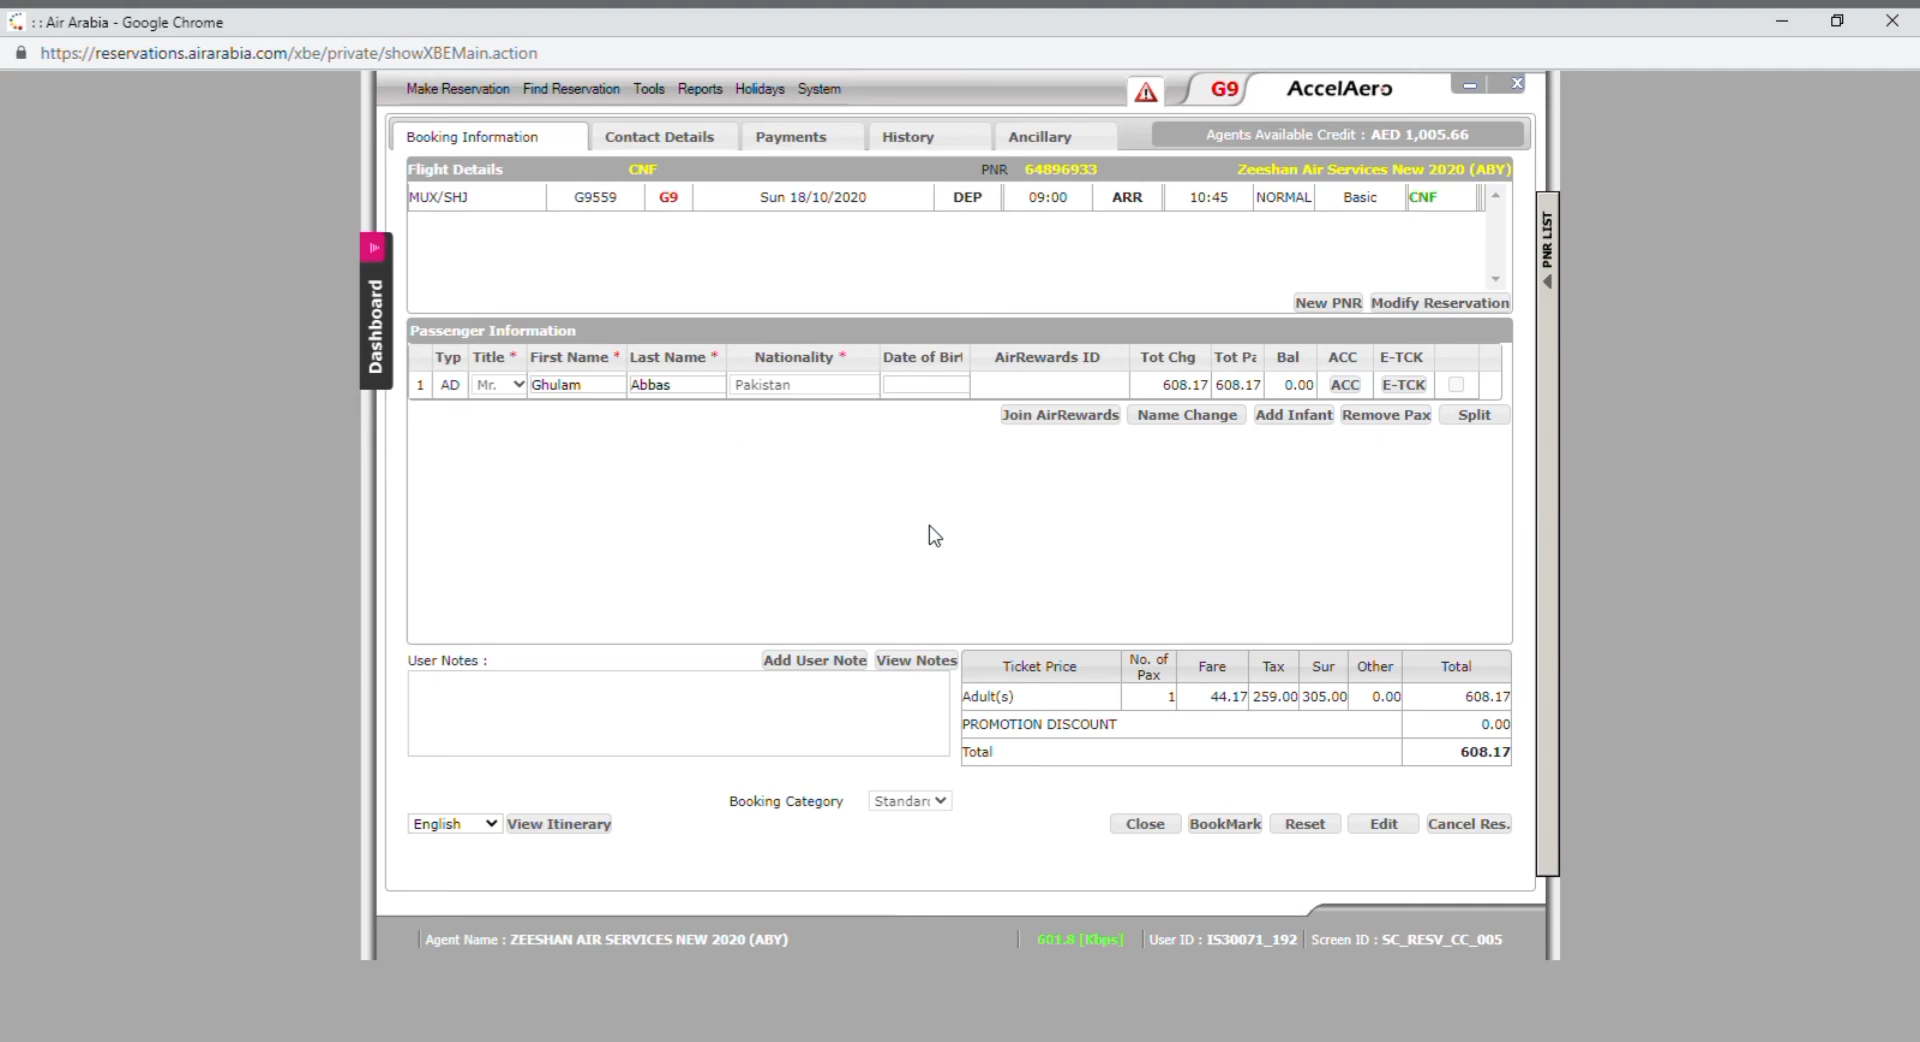 :: Air Arabia - Google Chrome
https://reservations.airarabia.com/xbe/private/showXBEMain.action
Make Reservation Find Reservation Tools Reports Holidays System G9 AccelAero
Booking Information Contact Details Payments History Ancillary Agents Available Credit : AED 1,005.66
Flight Details CNF PNR 64896933 Zeeshan Air Services New 2020 (ABY)
MUX/SHJ G9559 G9 Sun 18/10/2020 DEP 09:00 ARR 10:45 NORMAL Basic CNF
PNR LIST
Dashboard
New PNR Modify Reservation
Passenger Information
Typ Title * First Name * Last Name * Nationality * Date of Birt AirRewards ID Tot Chg Tot Pa Bal ACC E-TCK
1 AD Mr. Ghulam Abbas Pakistan 608.17 608.17 0.00 ACC E-TCK
Join AirRewards Name Change Add Infant Remove Pax Split
User Notes : Add User Note View Notes
Ticket Price No. of Pax Fare Tax Sur Other Total
Adult(s) 1 44.17 259.00 305.00 0.00 608.17
PROMOTION DISCOUNT 0.00
Total 608.17
Booking Category Standard
English View Itinerary Close BookMark Reset Edit Cancel Res.
Agent Name : ZEESHAN AIR SERVICES NEW 2020 (ABY) 601.8 [Kbps] User ID : IS30071_192 Screen ID : SC_RESV_CC_005